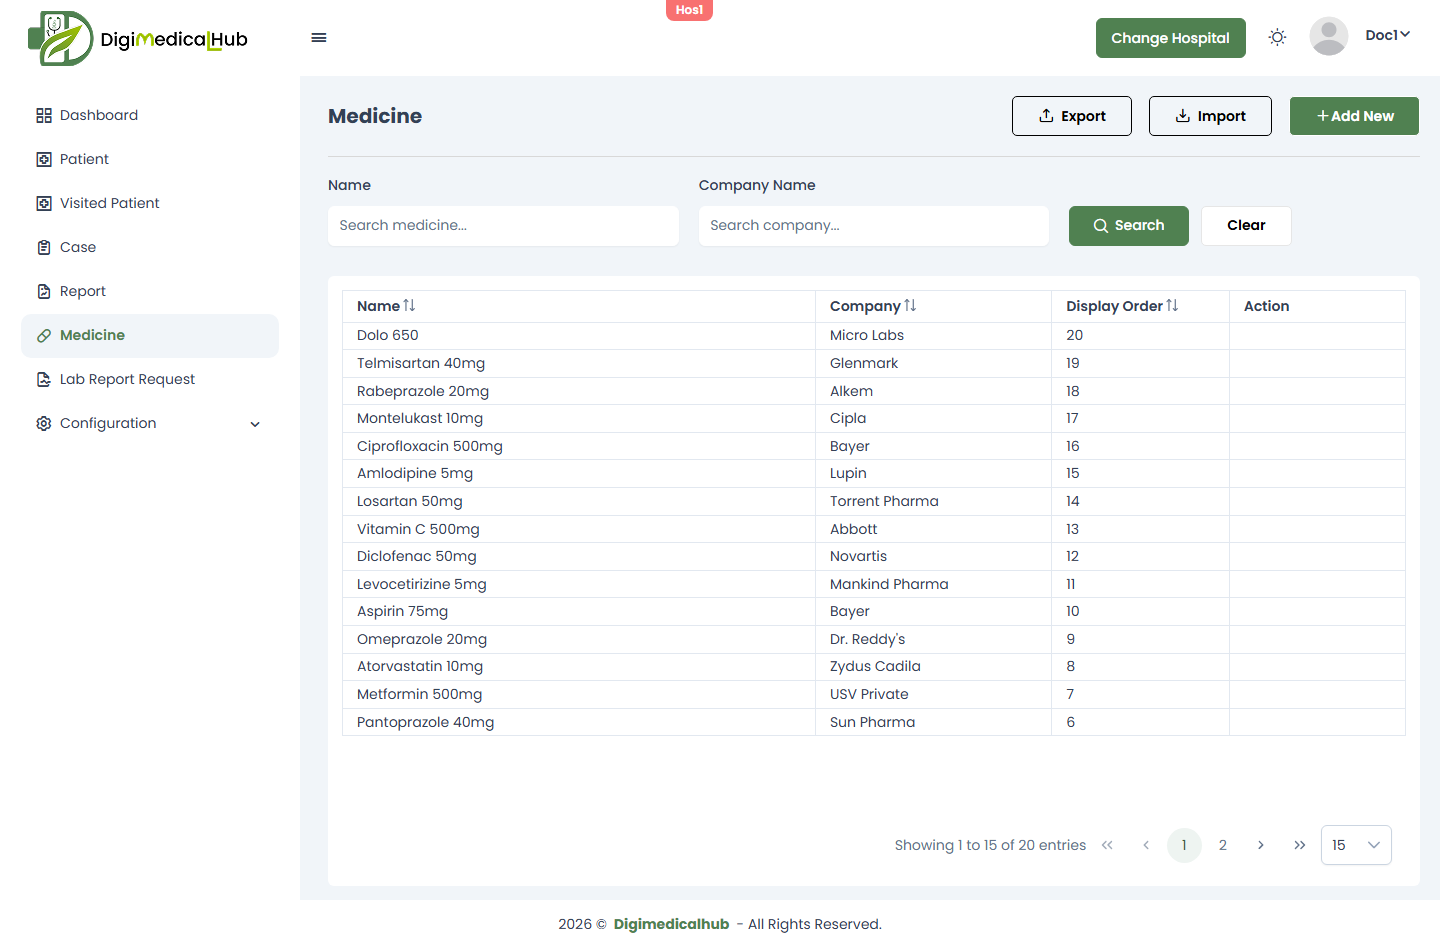 Hos1
DigiMedicalHub
Change Hospital
Doc1
Dashboard
Patient
Visited Patient
Case
Report
Medicine
Lab Report Request
Configuration
Medicine
Export
Import
Add New
Name
Company Name
Search medicine...
Search company...
Search
Clear
Name Company Display Order Action
Dolo 650 Micro Labs 20
Telmisartan 40mg Glenmark 19
Rabeprazole 20mg Alkem 18
Montelukast 10mg Cipla 17
Ciprofloxacin 500mg Bayer 16
Amlodipine 5mg Lupin 15
Losartan 50mg Torrent Pharma 14
Vitamin C 500mg Abbott 13
Diclofenac 50mg Novartis 12
Levocetirizine 5mg Mankind Pharma 11
Aspirin 75mg Bayer 10
Omeprazole 20mg Dr. Reddy's 9
Atorvastatin 10mg Zydus Cadila 8
Metformin 500mg USV Private 7
Pantoprazole 40mg Sun Pharma 6
Showing 1 to 15 of 20 entries « ‹ 1 2 › » 15
2026 © Digimedicalhub - All Rights Reserved.